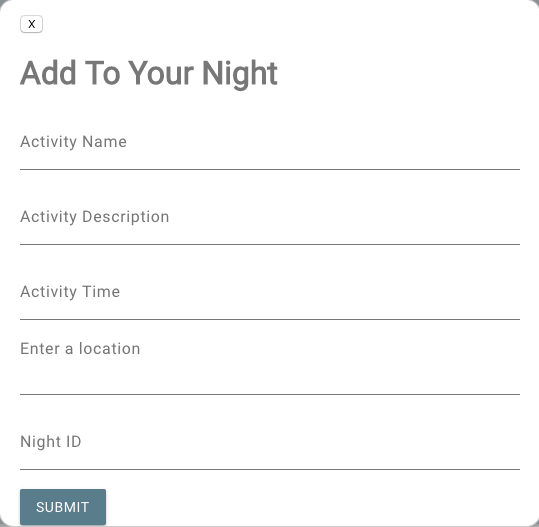 X
Add To Your Night
Activity Name
Activity Description
Activity Time
Enter a location
Night ID
SUBMIT